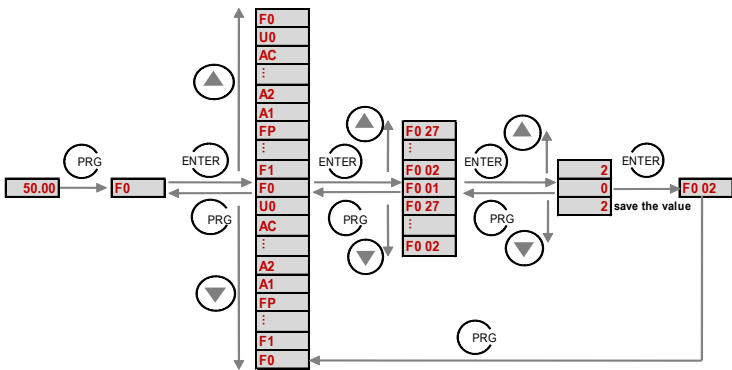 50.00
PRG
F0
ENTER
PRG
F0
U0
AC
⋮
A2
A1
FP
⋮
F1
F0
U0
AC
⋮
A2
A1
FP
⋮
F1
F0
ENTER
PRG
F0 27
⋮
F0 02
F0 01
F0 27
⋮
F0 02
ENTER
PRG
2
0
2
ENTER
save the value
F0 02
PRG